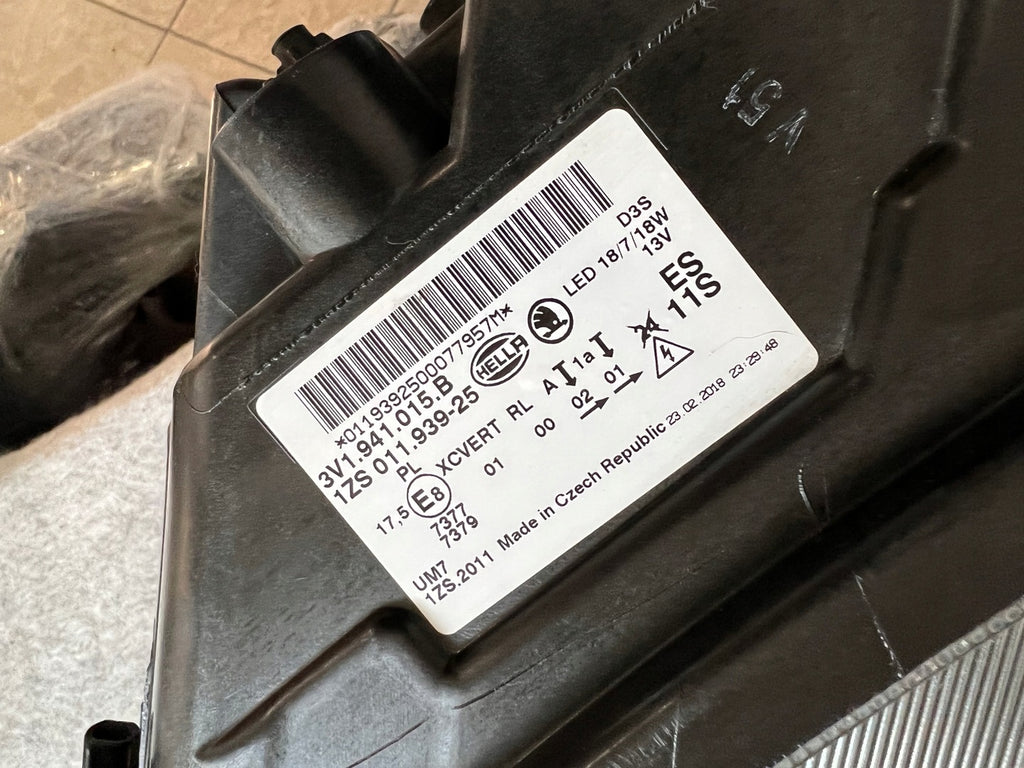 *0119392500077957M*
3V1.941.015.B
1ZS 011.939-25
HELLA
D3S
LED 18/7/18W
13V
ES
11S
PL XCVERT RL A 1a
17,5 E8 01 00 02 01
7377
7379
UM7
1ZS.2011 Made in Czech Republic 23.02.2018 23:29:48
V 54